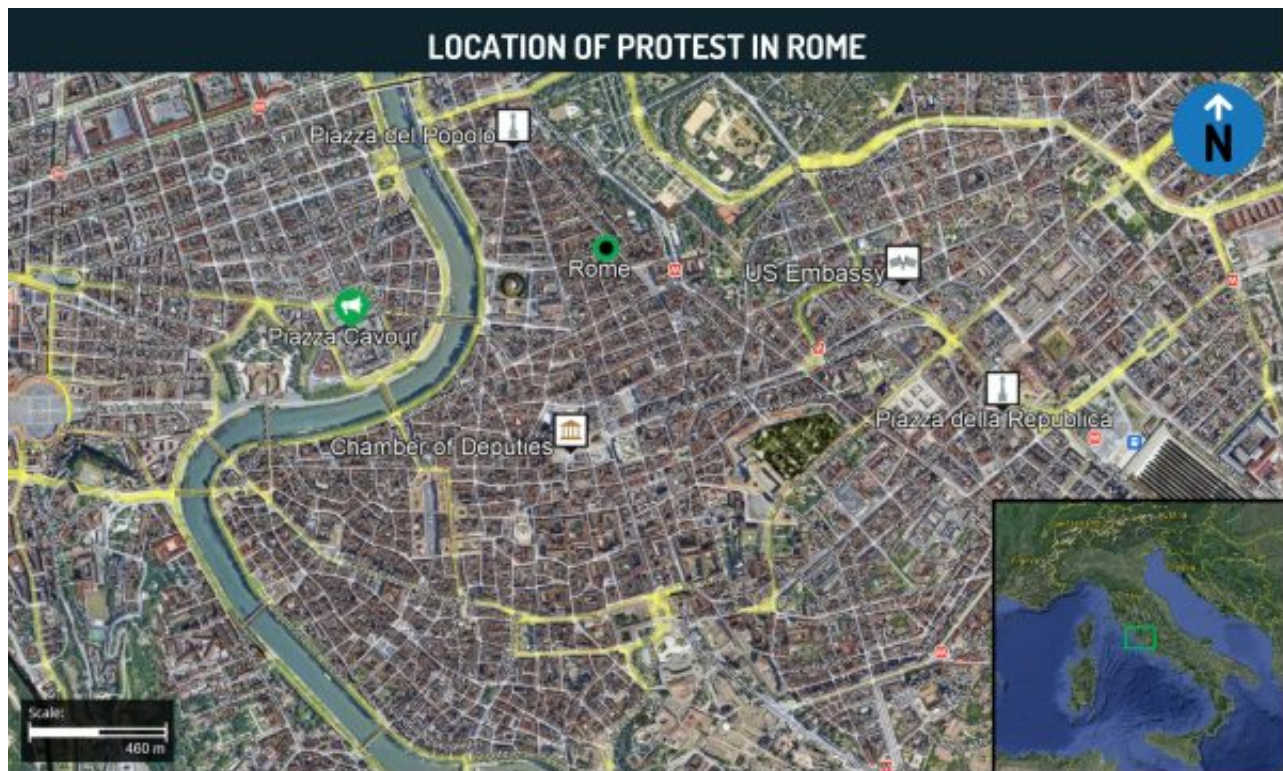 LOCATION OF PROTEST IN ROME
N
Piazza del Popolo
Rome
US Embassy
Piazza Cavour
Piazza della Republica
Chamber of Deputies
Scale:
460 m